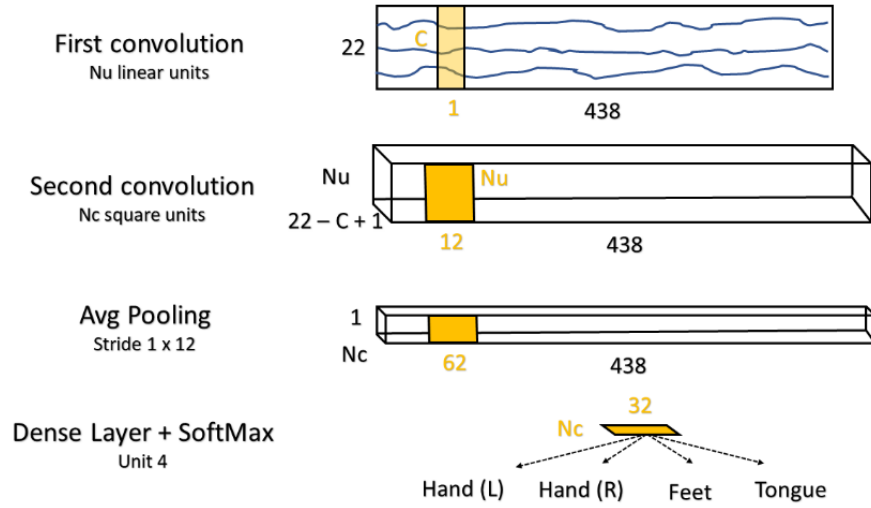 First convolution
Nu linear units
22
C
1
438
Second convolution
Nc square units
Nu
Nu
22 – C + 1
12
438
Avg Pooling
Stride 1 x 12
1
Nc
62
438
Dense Layer + SoftMax
Unit 4
32
Nc
Hand (L)
Hand (R)
Feet
Tongue